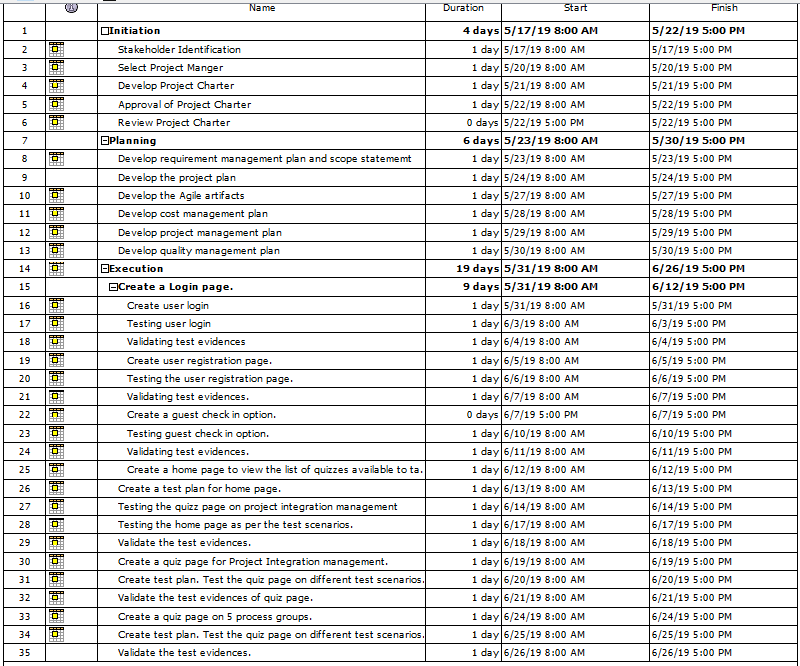 Name Duration Start Finish
1 Initiation 4 days 5/17/19 8:00 AM 5/22/19 5:00 PM
2 Stakeholder Identification 1 day 5/17/19 8:00 AM 5/17/19 5:00 PM
3 Select Project Manger 1 day 5/20/19 8:00 AM 5/20/19 5:00 PM
4 Develop Project Charter 1 day 5/21/19 8:00 AM 5/21/19 5:00 PM
5 Approval of Project Charter 1 day 5/22/19 8:00 AM 5/22/19 5:00 PM
6 Review Project Charter 0 days 5/22/19 5:00 PM 5/22/19 5:00 PM
7 Planning 6 days 5/23/19 8:00 AM 5/30/19 5:00 PM
8 Develop requirement management plan and scope statememt 1 day 5/23/19 8:00 AM 5/23/19 5:00 PM
9 Develop the project plan 1 day 5/24/19 8:00 AM 5/24/19 5:00 PM
10 Develop the Agile artifacts 1 day 5/27/19 8:00 AM 5/27/19 5:00 PM
11 Develop cost management plan 1 day 5/28/19 8:00 AM 5/28/19 5:00 PM
12 Develop project management plan 1 day 5/29/19 8:00 AM 5/29/19 5:00 PM
13 Develop quality management plan 1 day 5/30/19 8:00 AM 5/30/19 5:00 PM
14 Execution 19 days 5/31/19 8:00 AM 6/26/19 5:00 PM
15 Create a Login page. 9 days 5/31/19 8:00 AM 6/12/19 5:00 PM
16 Create user login 1 day 5/31/19 8:00 AM 5/31/19 5:00 PM
17 Testing user login 1 day 6/3/19 8:00 AM 6/3/19 5:00 PM
18 Validating test evidences 1 day 6/4/19 8:00 AM 6/4/19 5:00 PM
19 Create user registration page. 1 day 6/5/19 8:00 AM 6/5/19 5:00 PM
20 Testing the user registration page. 1 day 6/6/19 8:00 AM 6/6/19 5:00 PM
21 Validating test evidences. 1 day 6/7/19 8:00 AM 6/7/19 5:00 PM
22 Create a guest check in option. 0 days 6/7/19 5:00 PM 6/7/19 5:00 PM
23 Testing guest check in option. 1 day 6/10/19 8:00 AM 6/10/19 5:00 PM
24 Validating test evidences. 1 day 6/11/19 8:00 AM 6/11/19 5:00 PM
25 Create a home page to view the list of quizzes available to ta. 1 day 6/12/19 8:00 AM 6/12/19 5:00 PM
26 Create a test plan for home page. 1 day 6/13/19 8:00 AM 6/13/19 5:00 PM
27 Testing the quizz page on project integration management 1 day 6/14/19 8:00 AM 6/14/19 5:00 PM
28 Testing the home page as per the test scenarios. 1 day 6/17/19 8:00 AM 6/17/19 5:00 PM
29 Validate the test evidences. 1 day 6/18/19 8:00 AM 6/18/19 5:00 PM
30 Create a quiz page for Project Integration management. 1 day 6/19/19 8:00 AM 6/19/19 5:00 PM
31 Create test plan. Test the quiz page on different test scenarios. 1 day 6/20/19 8:00 AM 6/20/19 5:00 PM
32 Validate the test evidences of quiz page. 1 day 6/21/19 8:00 AM 6/21/19 5:00 PM
33 Create a quiz page on 5 process groups. 1 day 6/24/19 8:00 AM 6/24/19 5:00 PM
34 Create test plan. Test the quiz page on different test scenarios. 1 day 6/25/19 8:00 AM 6/25/19 5:00 PM
35 Validate the test evidences. 1 day 6/26/19 8:00 AM 6/26/19 5:00 PM